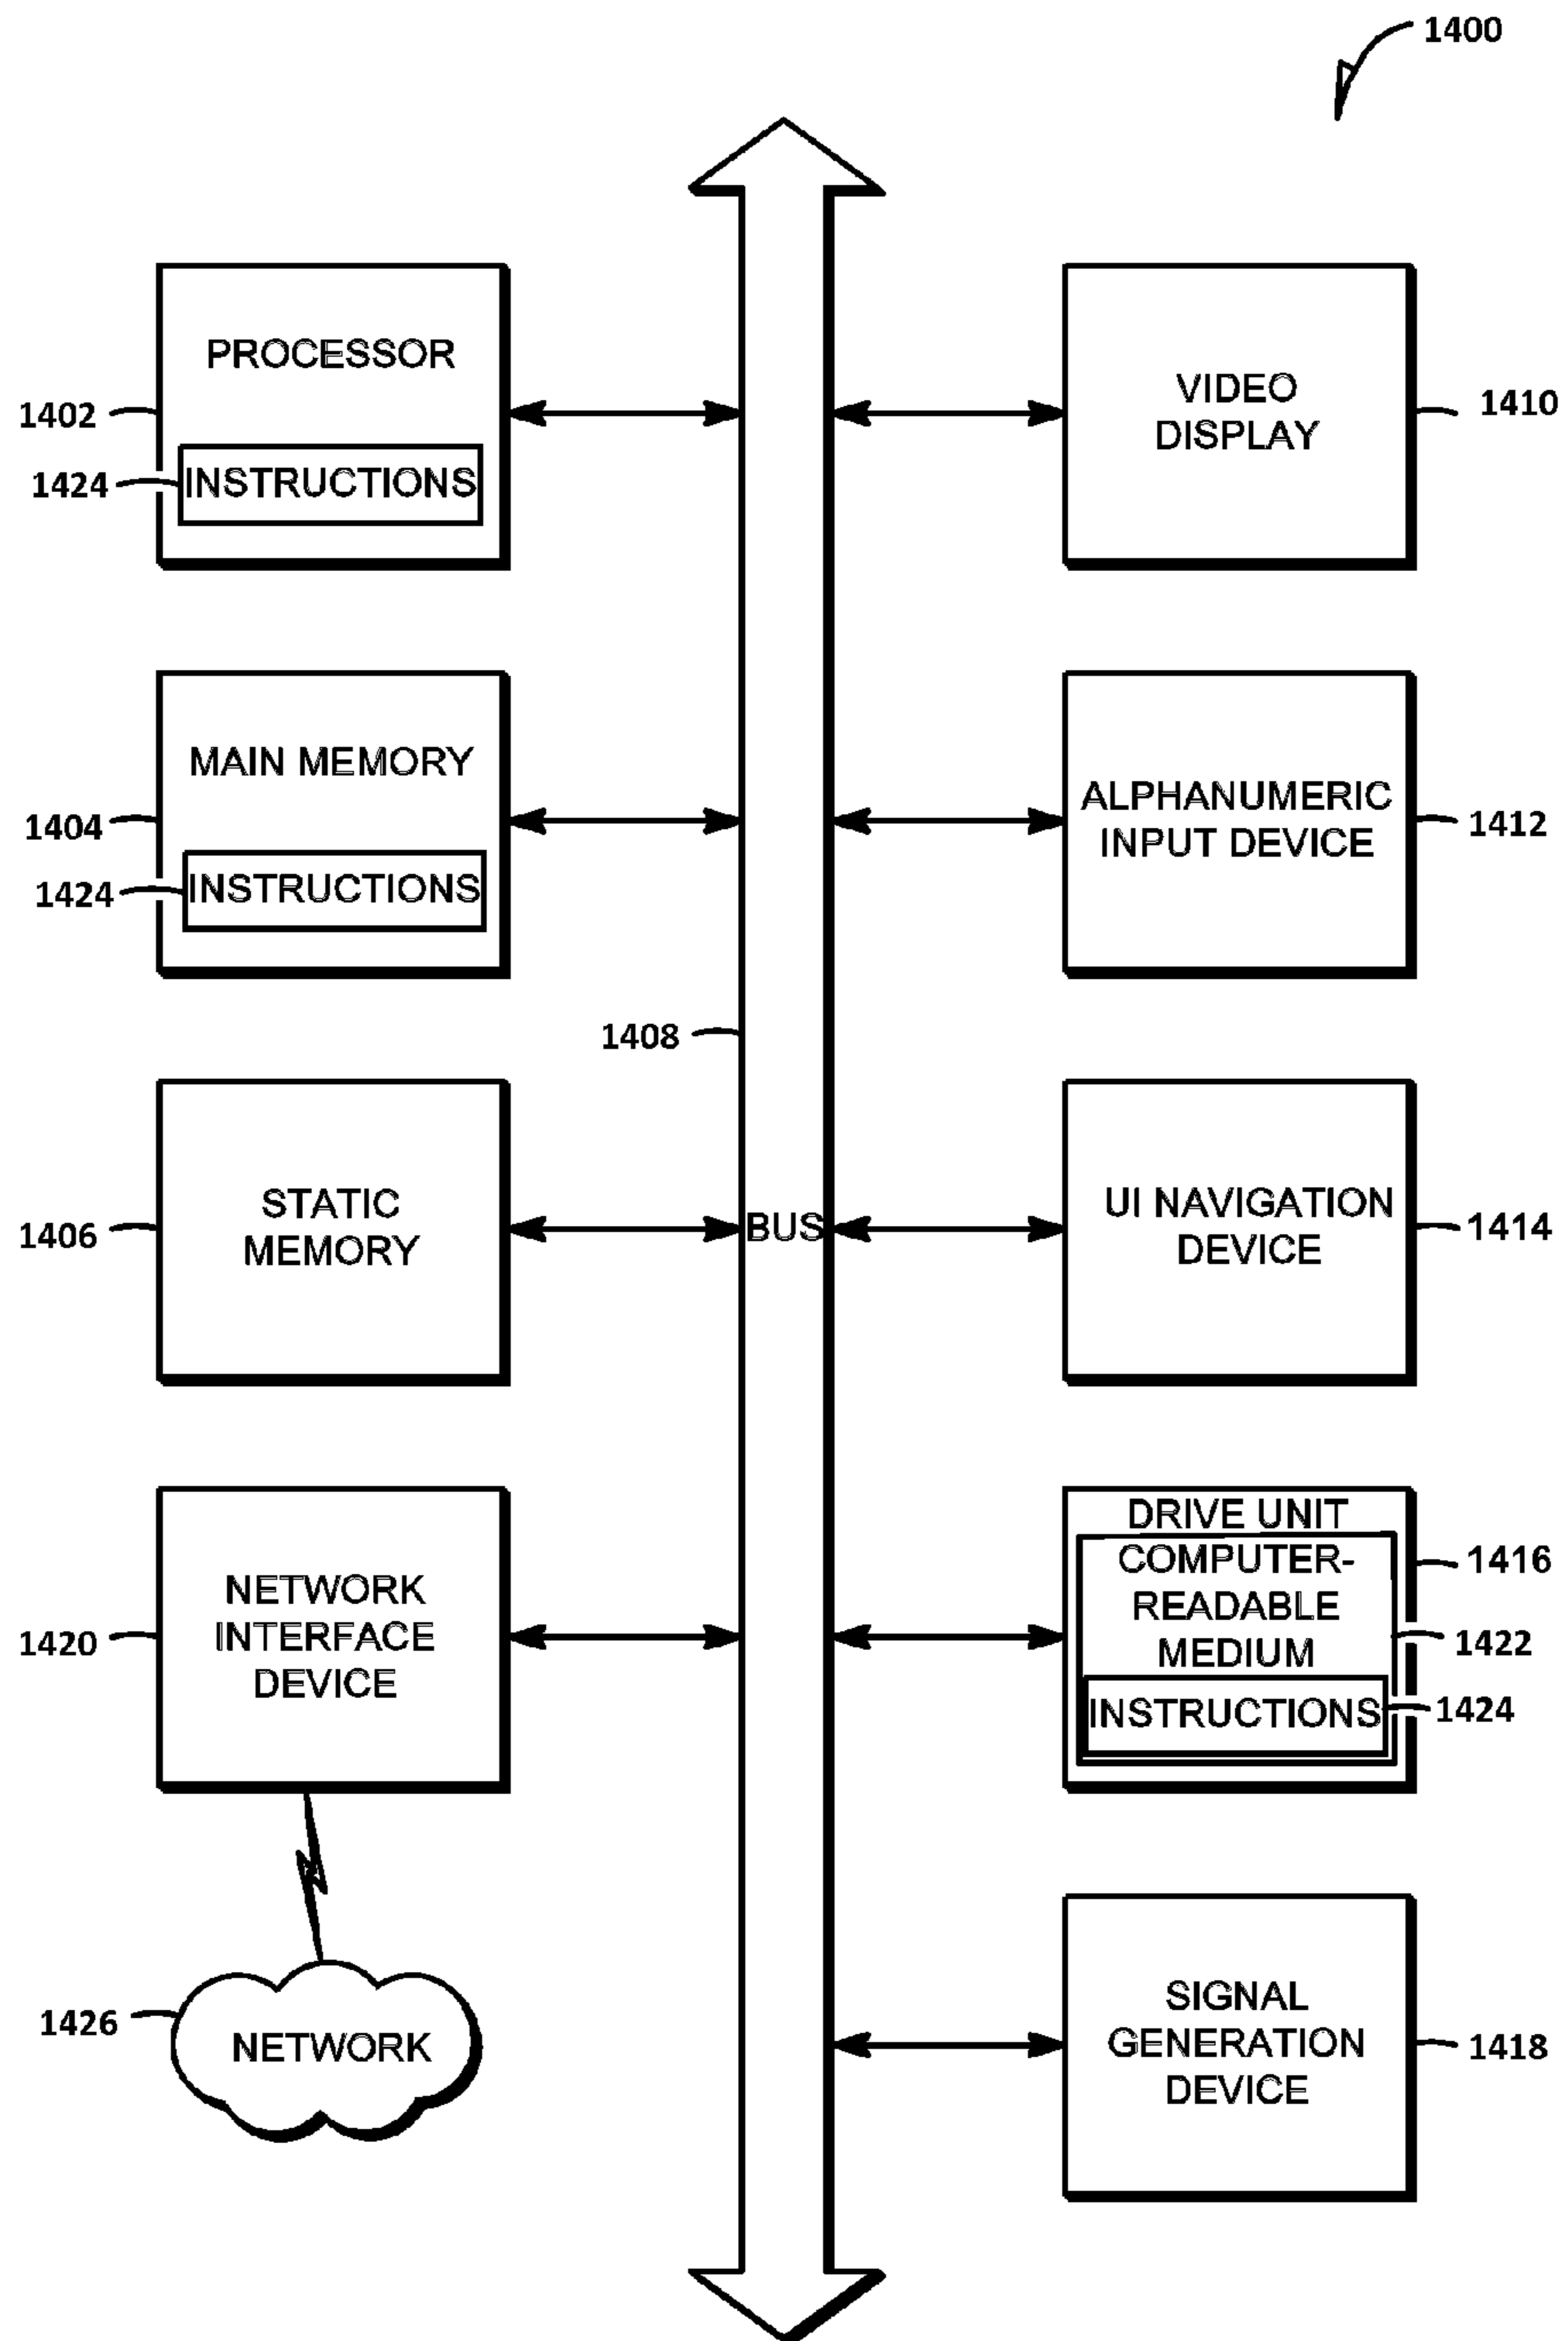 1400
PROCESSOR
1402
1424
INSTRUCTIONS
VIDEO
DISPLAY
1410
MAIN MEMORY
1404
1424
INSTRUCTIONS
ALPHANUMERIC
INPUT DEVICE
1412
1408
STATIC
MEMORY
1406
BUS
UI NAVIGATION
DEVICE
1414
NETWORK
INTERFACE
DEVICE
1420
DRIVE UNIT
COMPUTER-
READABLE
MEDIUM
INSTRUCTIONS
1416
1422
1424
1426
NETWORK
SIGNAL
GENERATION
DEVICE
1418